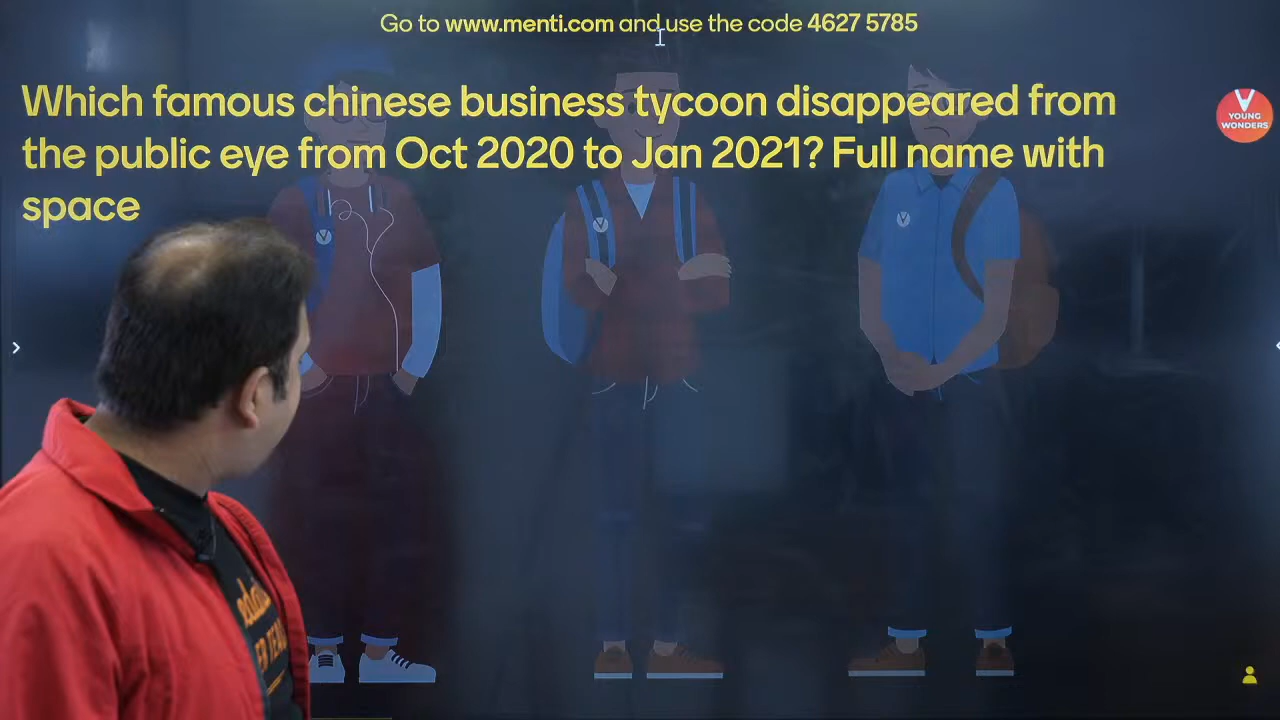 Go to www.menti.com and use the code 4627 5785
Which famous chinese business tycoon disappeared from
the public eye from Oct 2020 to Jan 2021? Full name with
space
YOUNG
WONDERS